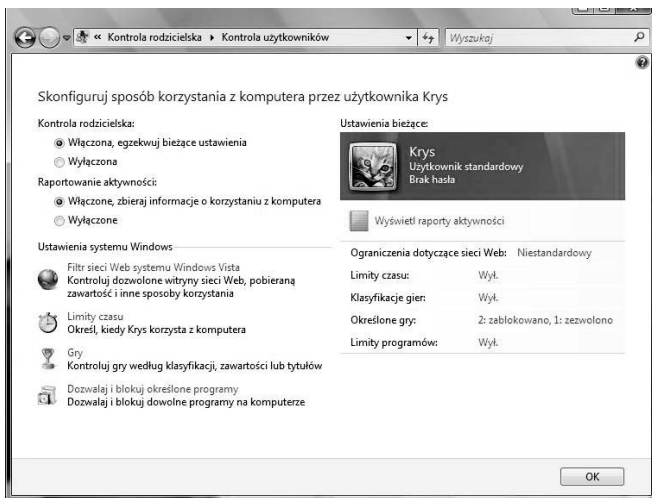 « Kontrola rodzicielska ▸ Kontrola użytkowników
Wyszukaj
Skonfiguruj sposób korzystania z komputera przez użytkownika Krys
Kontrola rodzicielska:
Włączona, egzekwuj bieżące ustawienia
Wyłączona
Raportowanie aktywności:
Włączone, zbieraj informacje o korzystaniu z komputera
Wyłączone
Ustawienia systemu Windows
Filtr sieci Web systemu Windows Vista
Kontroluj dozwolone witryny sieci Web, pobieraną
zawartość i inne sposoby korzystania
Limity czasu
Określ, kiedy Krys korzysta z komputera
Gry
Kontroluj gry według klasyfikacji, zawartości lub tytułów
Dozwalaj i blokuj określone programy
Dozwalaj i blokuj dowolne programy na komputerze
Ustawienia bieżące:
Krys
Użytkownik standardowy
Brak hasła
Wyświetl raporty aktywności
Ograniczenia dotyczące sieci Web: Niestandardowy
Limity czasu: Wył.
Klasyfikacje gier: Wył.
Określone gry: 2: zablokowano, 1: zezwolono
Limity programów: Wył.
OK